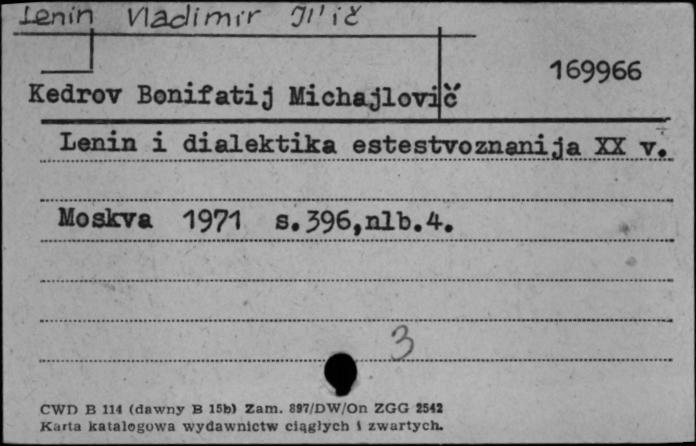 Lenin Vladimir Il'ič
169966
Kedrov Bonifatij Michajlovič
Lenin i dialektika estestvoznanija XX v.
Moskva 1971 s.396,nlb.4.
3
CWD B 114 (dawny B 15b) Zam. 897/DW/On ZGG 2542
Karta katalogowa wydawnictw ciągłych i zwartych.